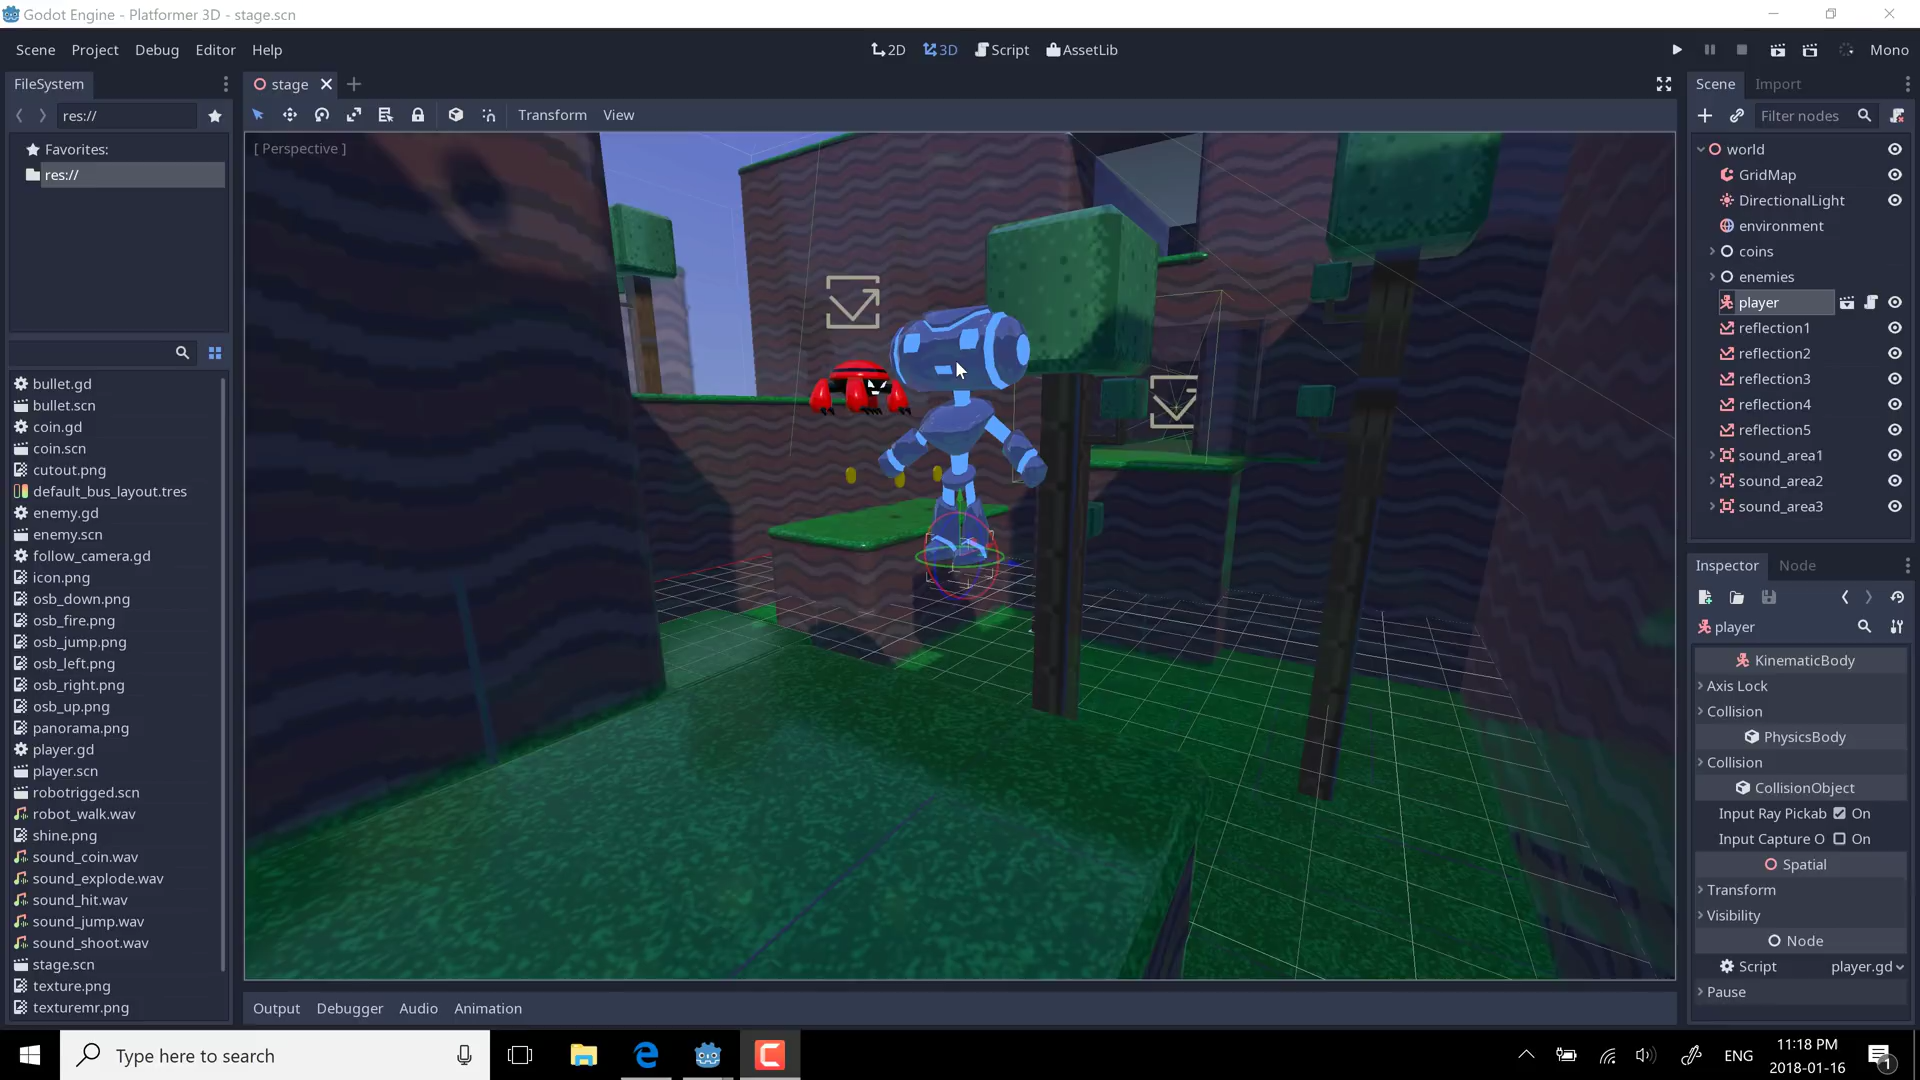 Godot Engine - Platformer 3D - stage.scn
Scene Project Debug Editor Help
2D 3D Script AssetLib
Mono
FileSystem
res://
Favorites:
res://
bullet.gd
bullet.scn
coin.gd
coin.scn
cutout.png
default_bus_layout.tres
enemy.gd
enemy.scn
follow_camera.gd
icon.png
osb_down.png
osb_fire.png
osb_jump.png
osb_left.png
osb_right.png
osb_up.png
panorama.png
player.gd
player.scn
robotrigged.scn
robot_walk.wav
shine.png
sound_coin.wav
sound_explode.wav
sound_hit.wav
sound_jump.wav
sound_shoot.wav
stage.scn
texture.png
texturemr.png
stage
Transform View
[ Perspective ]
Output Debugger Audio Animation
Scene Import
Filter nodes
world
GridMap
DirectionalLight
environment
coins
enemies
player
reflection1
reflection2
reflection3
reflection4
reflection5
sound_area1
sound_area2
sound_area3
Inspector Node
player
KinematicBody
Axis Lock
Collision
PhysicsBody
Collision
CollisionObject
Input Ray Pickab On
Input Capture O On
Spatial
Transform
Visibility
Node
Script player.gd
Pause
Type here to search
ENG
11:18 PM
2018-01-16
1